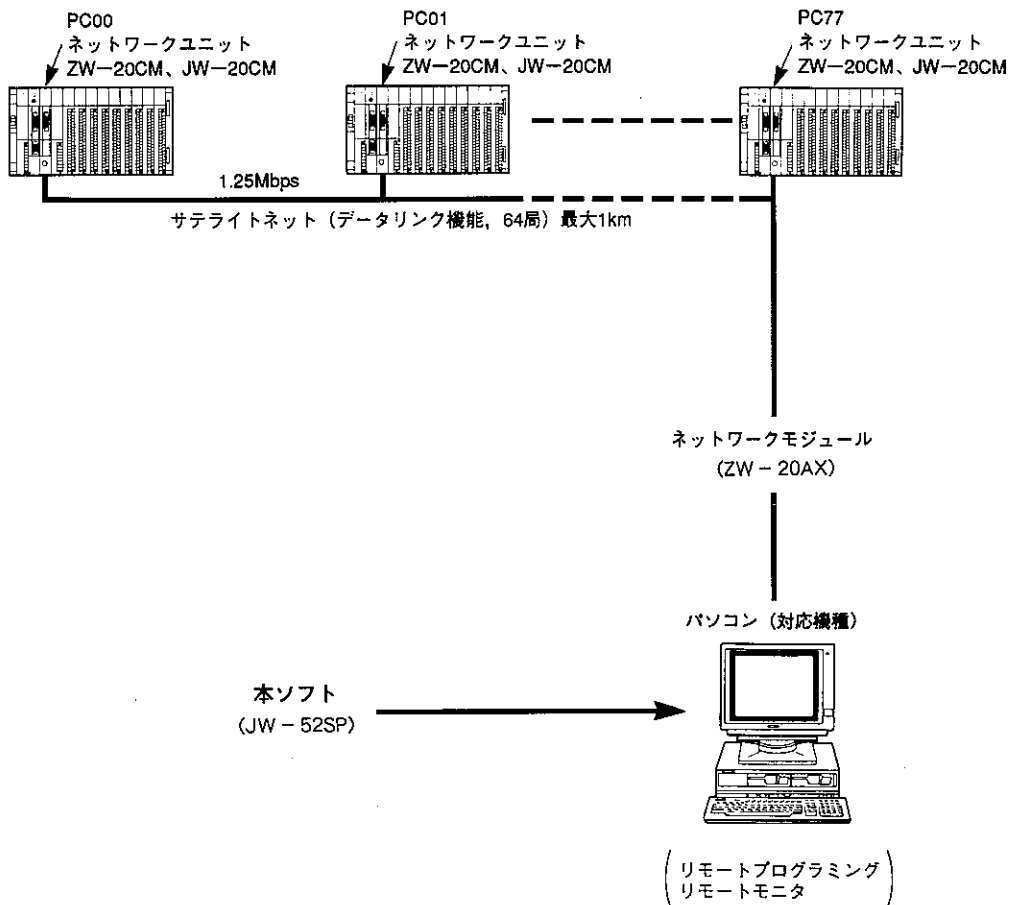 PC00
ネットワークユニット
ZW－20CM、JW－20CM
PC01
ネットワークユニット
ZW－20CM、JW－20CM
PC77
ネットワークユニット
ZW－20CM、JW－20CM
1.25Mbps
サテライトネット（データリンク機能，64局）最大1km
ネットワークモジュール
（ZW－20AX）
パソコン（対応機種）
本ソフト
（JW－52SP）
リモートプログラミング
リモートモニタ